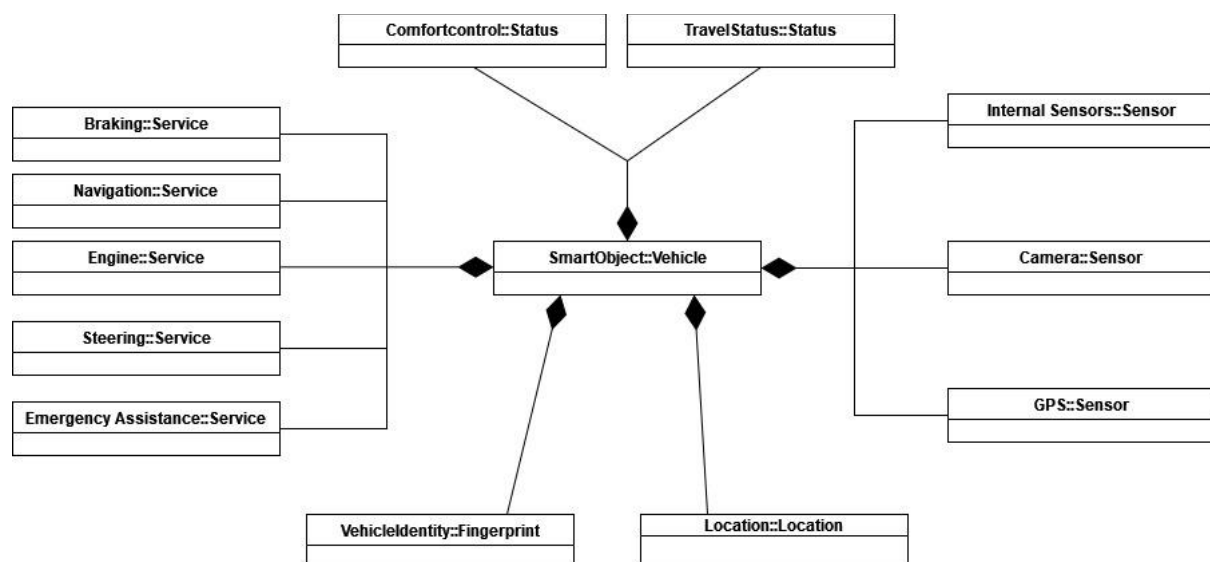 Comfortcontrol::Status
TravelStatus::Status
Braking::Service
Internal Sensors::Sensor
Navigation::Service
Engine::Service
SmartObject::Vehicle
Camera::Sensor
Steering::Service
Emergency Assistance::Service
GPS::Sensor
VehicleIdentity::Fingerprint
Location::Location